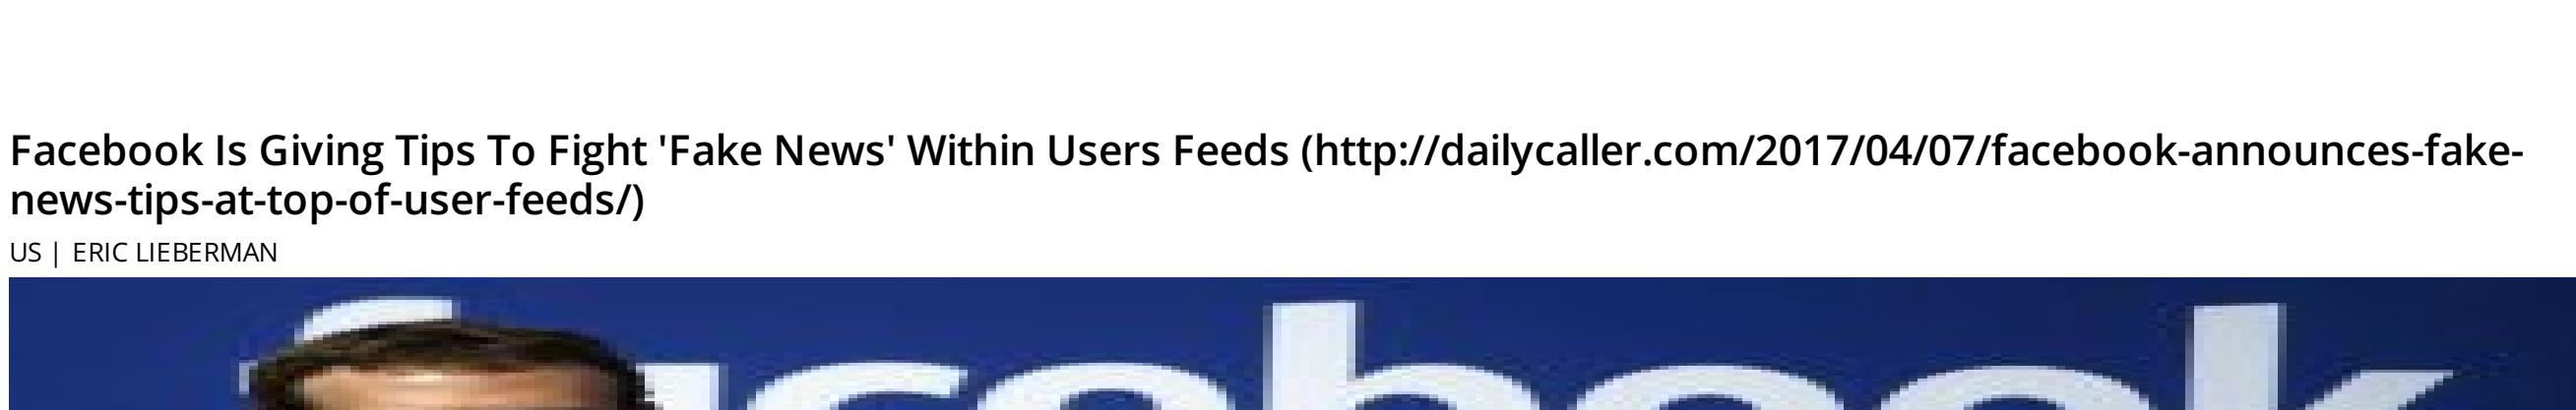 Facebook Is Giving Tips To Fight 'Fake News' Within Users Feeds (http://dailycaller.com/2017/04/07/facebook-announces-fake-
news-tips-at-top-of-user-feeds/)
US | ERIC LIEBERMAN
facebook